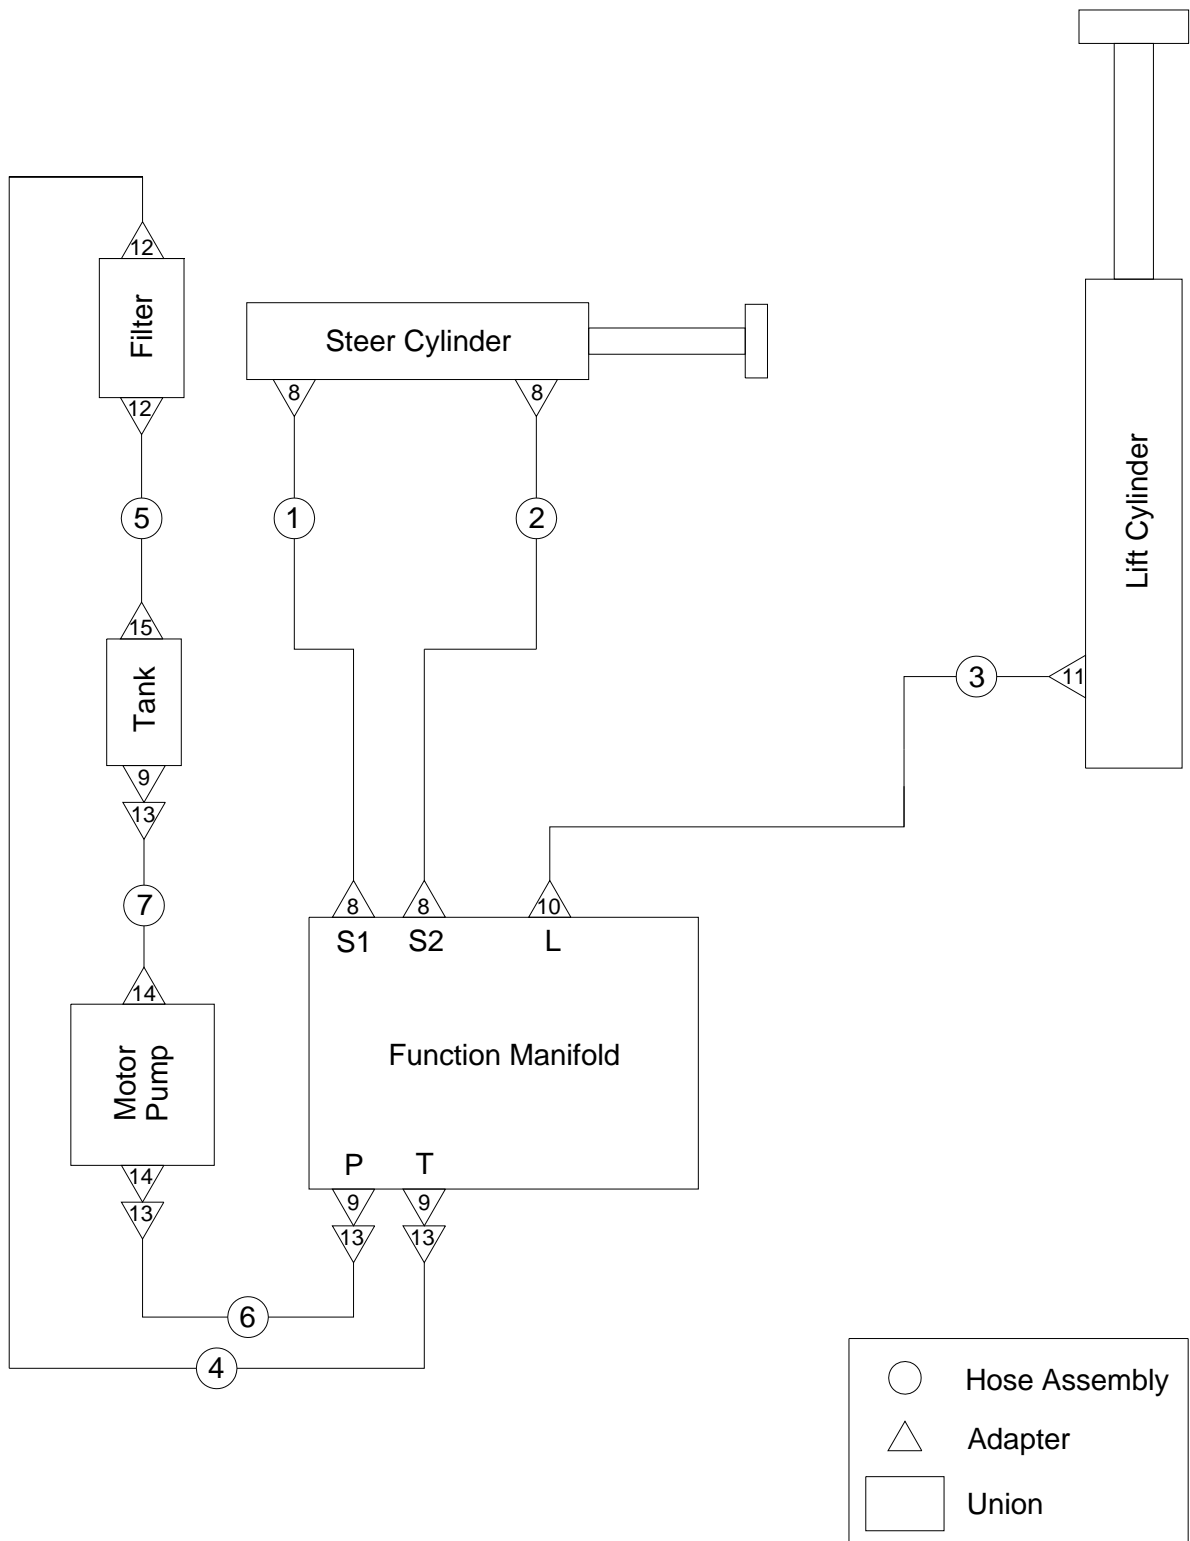 12
Filter
12
Steer Cylinder
8
8
5
1
2
Lift Cylinder
15
Tank
9
13
3
11
7
8
8
10
S1
S2
L
14
Motor
Pump
14
13
Function Manifold
P
T
9
9
13
13
6
4
Hose Assembly
Adapter
Union